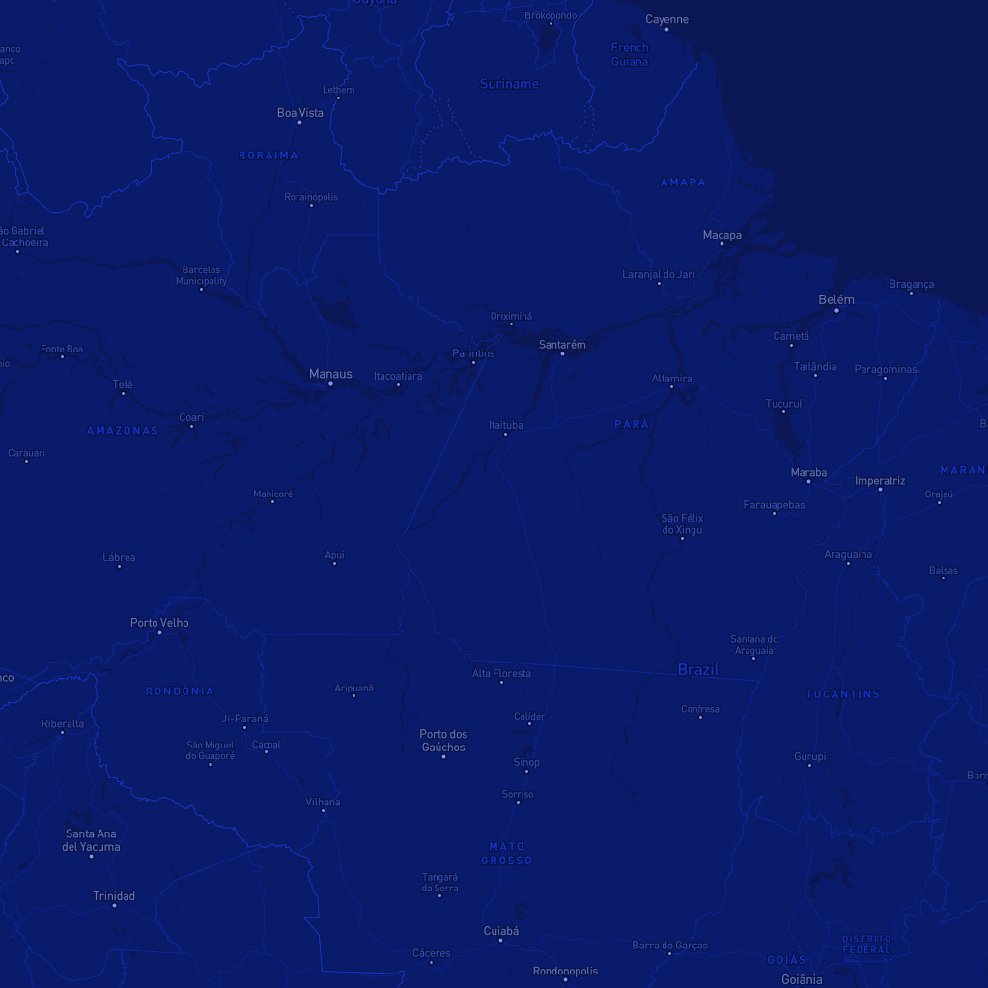 Guyana
Brokopondo
Cayenne
French
Guiana
Suriname
Lethem
Boa Vista
RORAIMA
AMAPÁ
Rorainópolis
Macapa
Barcelos
Municipality
Laranjal do Jari
Bragança
Belém
Oriximiná
Santarém
Cametá
Fonte Boa
Parintins
Manaus
Itacoatiara
Altamira
Tailândia
Paragominas
Tefé
Tucuruí
Coari
Itaituba
PARÁ
AMAZONAS
Carauari
Maraba
Imperatriz
MARAN
Manicoré
Grajaú
Parauapebas
São Félix
do Xingu
Lábrea
Apuí
Araguaína
Balsas
Porto Velho
Santana do
Araguaia
Brazil
Alta Floresta
RONDÔNIA
Aripuanã
TOCANTINS
Confresa
Riberalta
Ji-Paraná
Colíder
São Miguel
do Guaporé
Cacoal
Porto dos
Gaúchos
Sinop
Gurupi
Vilhena
Sorriso
Santa Ana
del Yacuma
MATO
GROSSO
Tangará
da Serra
Trinidad
Cuiabá
Cáceres
Barra do Garças
DISTRITO
FEDERAL
GOIÁS
Rondonopolis
Goiânia